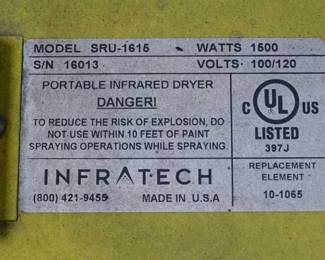 MODEL SRU-1615 WATTS 1500
S/N 16013 VOLTS: 100/120
PORTABLE INFRARED DRYER
DANGER!
TO REDUCE THE RISK OF EXPLOSION, DO
NOT USE WITHIN 10 FEET OF PAINT
SPRAYING OPERATIONS WHILE SPRAYING.
INFRATECH
(800) 421-9455 MADE IN U.S.A
C UL US
LISTED
397J
REPLACEMENT
ELEMENT
10-1065